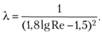 λ = 1 / (1,8lgRe – 1,5)².